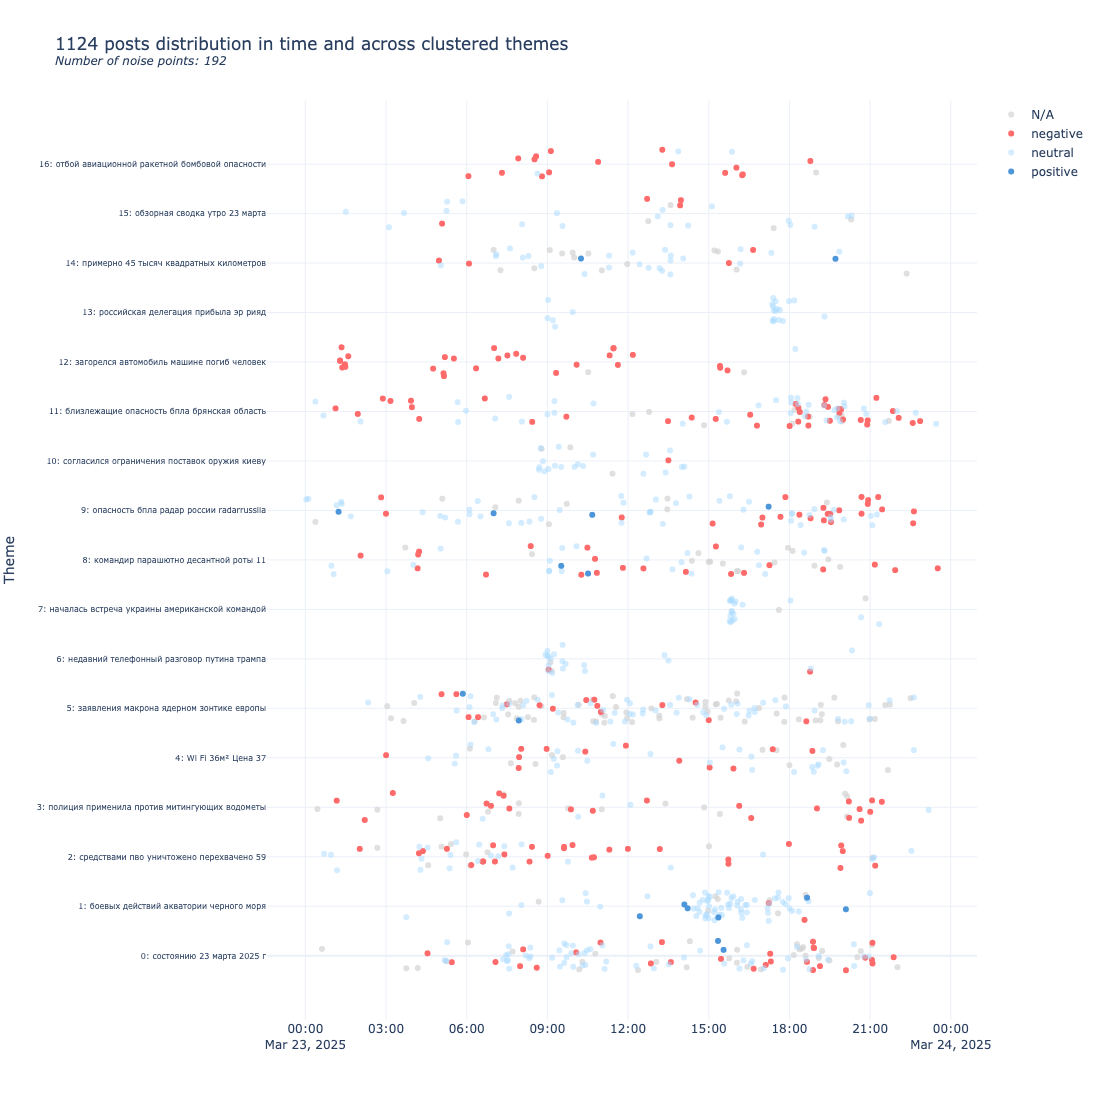 1124 posts distribution in time and across clustered themes
Number of noise points: 192
N/A
negative
neutral
positive
Theme
16: отбой авиационной ракетной бомбовой опасности
15: обзорная сводка утро 23 марта
14: примерно 45 тысяч квадратных километров
13: российская делегация прибыла эр рияд
12: загорелся автомобиль машине погиб человек
11: близлежащие опасность бпла брянская область
10: согласился ограничения поставок оружия киеву
9: опасность бпла радар россии radarrussiia
8: командир парашютно десантной роты 11
7: началась встреча украины американской командой
6: недавний телефонный разговор путина трампа
5: заявления макрона ядерном зонтике европы
4: Wi Fi 36м² Цена 37
3: полиция применила против митингующих водометы
2: средствами пво уничтожено перехвачено 59
1: боевых действий акватории черного моря
0: состоянию 23 марта 2025 г
00:00 03:00 06:00 09:00 12:00 15:00 18:00 21:00 00:00
Mar 23, 2025 Mar 24, 2025